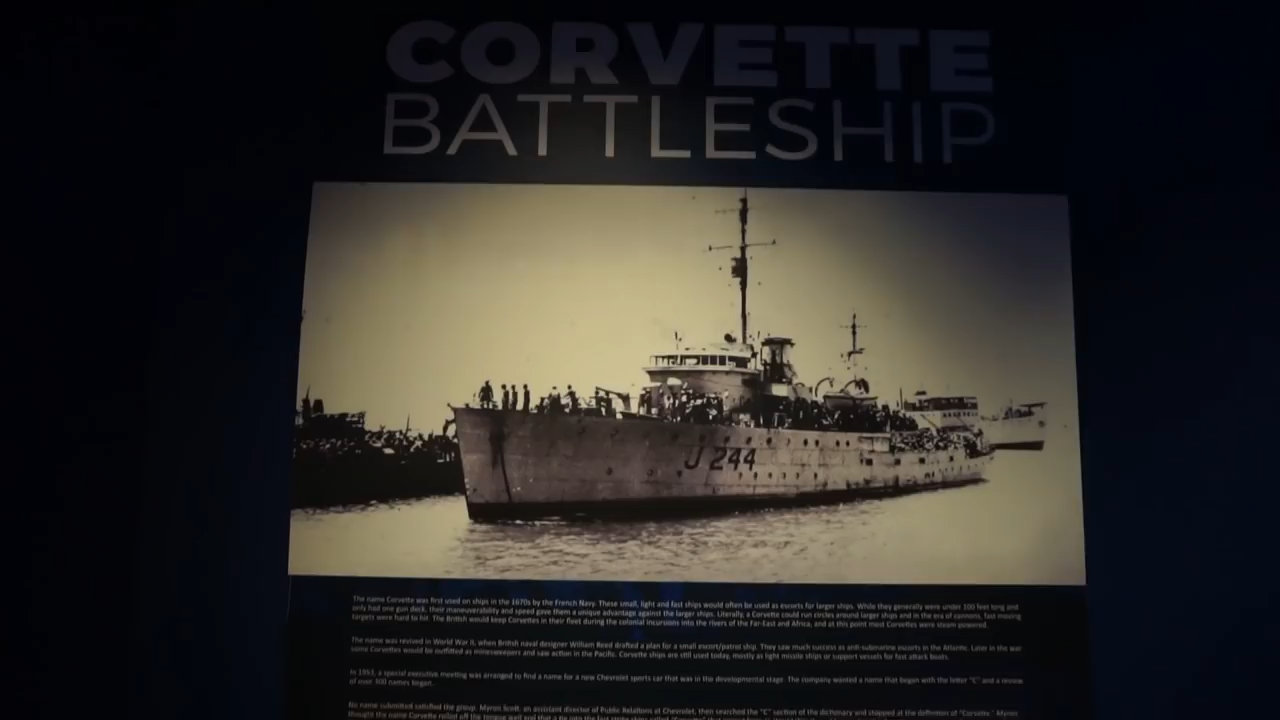 CORVETTE
BATTLESHIP
J 244
The name Corvette was first used on ships in the 1670s by the French Navy. These small, light and fast ships would often be used as escorts for larger ships. While they generally were under 100 feet long and
only had one gun deck, their maneuverability and speed gave them a unique advantage against the larger ships. Literally, a Corvette could run circles around larger ships and in the era of cannons, fast moving
targets were hard to hit. The British would keep Corvettes in their fleet during the colonial incursions into the rivers of the Far-East and Africa, and at this point most Corvettes were steam powered.
The name was revived in World War II, when British naval designer William Reed drafted a plan for a small escort/patrol ship. They saw much success as anti-submarine escorts in the Atlantic. Later in the war
some Corvettes would be outfitted as minesweepers and saw action in the Pacific. Corvette ships are still used today, mostly as light missile ships or support vessels for fast attack boats.
In 1953, a special executive meeting was arranged to find a name for a new Chevrolet sports car that was in the developmental stage. The company wanted a name that began with the letter "C" and a review
of over 300 names began.
No name submitted satisfied the group. Myron Scott, an assistant director of Public Relations at Chevrolet, then searched the "C" section of the dictionary and stopped at the definition of "Corvette." Myron
thought the name Corvette rolled off the tongue well and that a